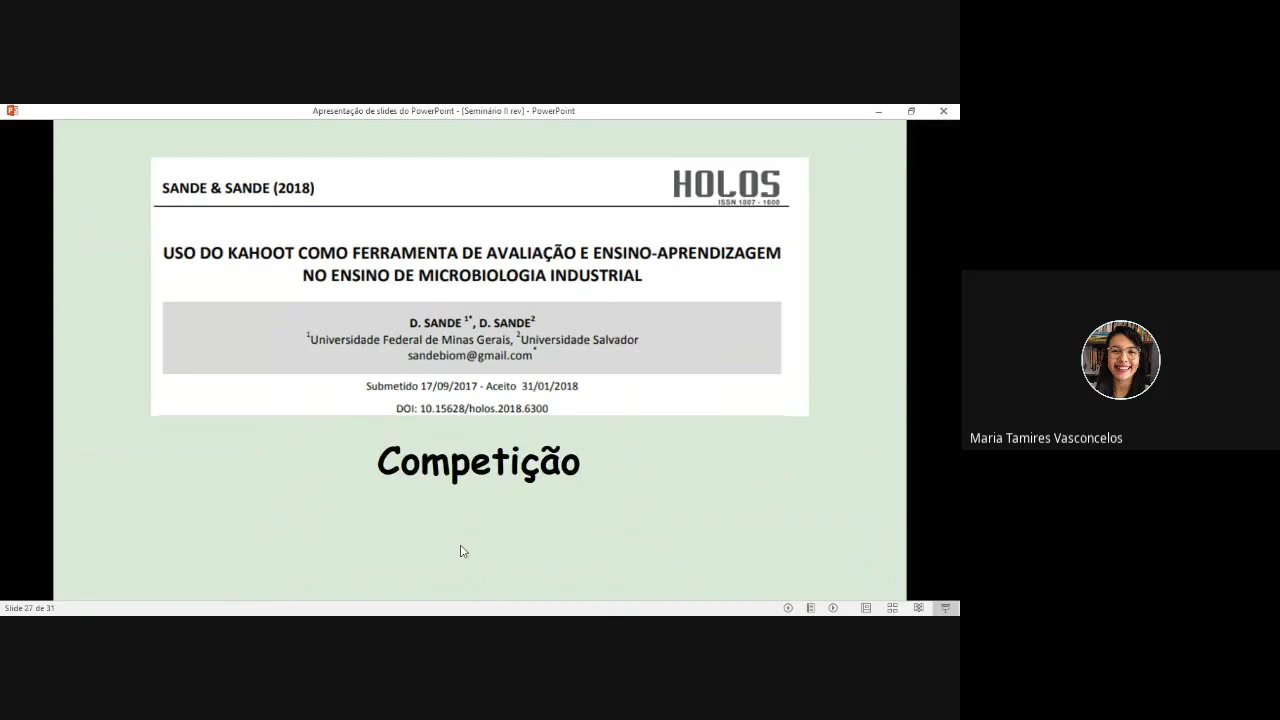 Apresentação de slides do PowerPoint - [Seminário II rev] - PowerPoint
SANDE & SANDE (2018)
HOLOS
ISSN 1807 - 1600
USO DO KAHOOT COMO FERRAMENTA DE AVALIAÇÃO E ENSINO-APRENDIZAGEM
NO ENSINO DE MICROBIOLOGIA INDUSTRIAL
D. SANDE 1*, D. SANDE2
1Universidade Federal de Minas Gerais, 2Universidade Salvador
sandebiom@gmail.com*
Submetido 17/09/2017 - Aceito 31/01/2018
DOI: 10.15628/holos.2018.6300
Competição
Maria Tamires Vasconcelos
Slide 27 de 31